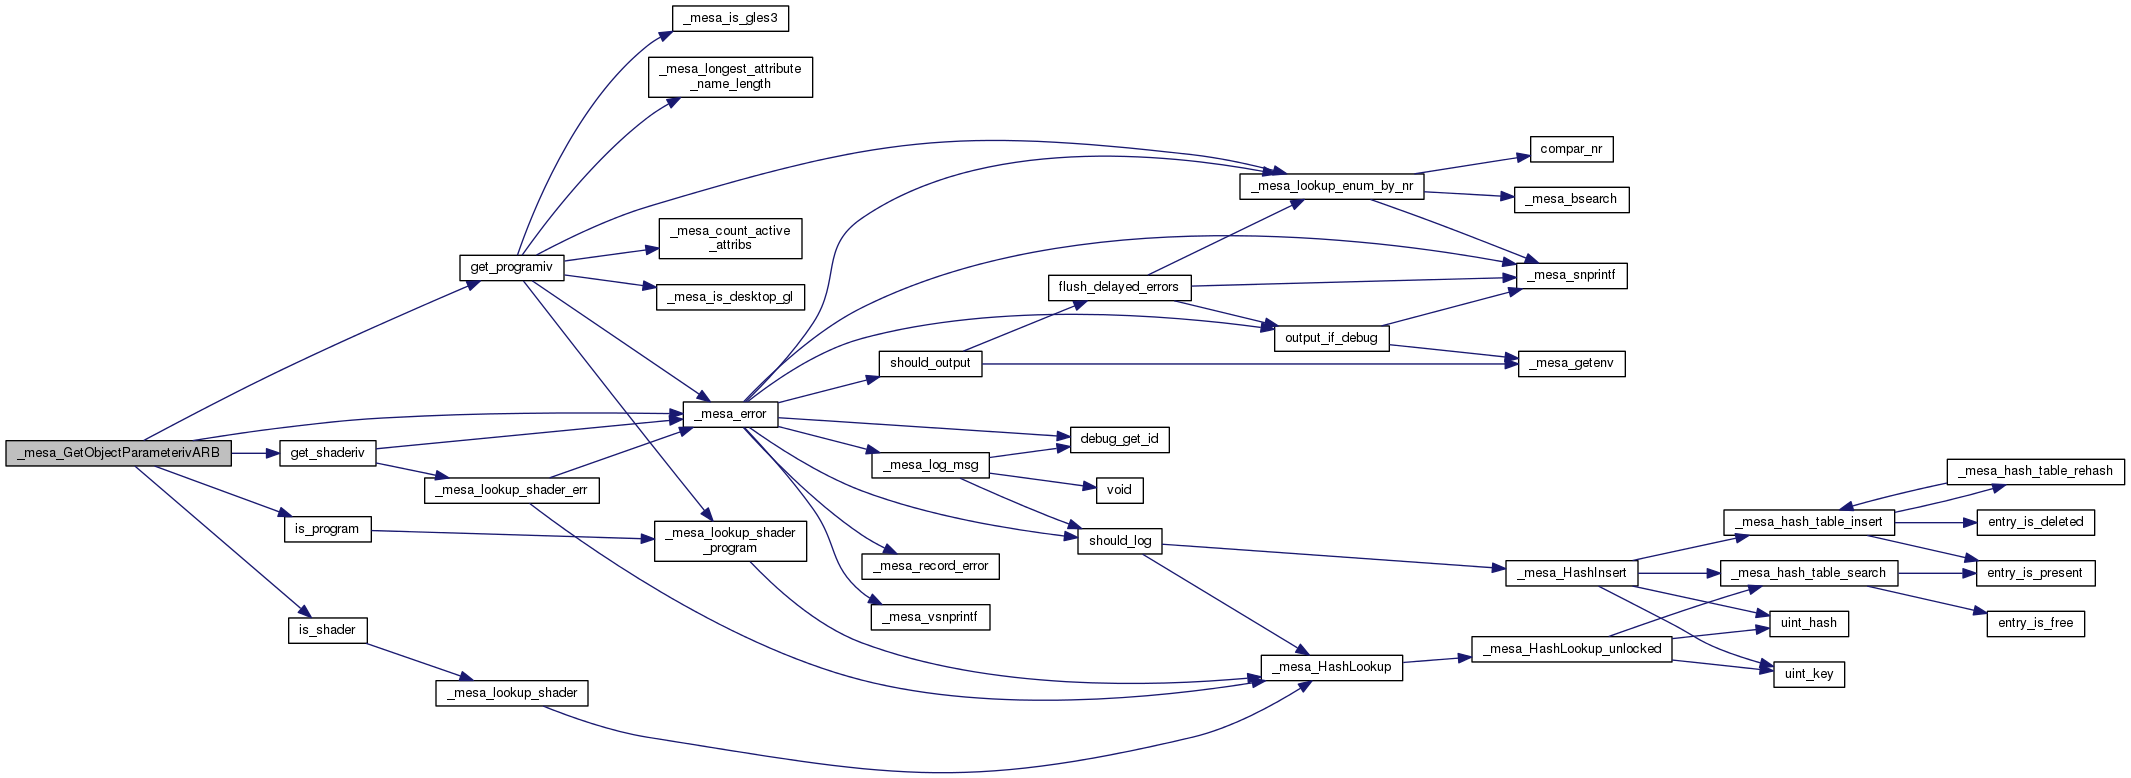 _mesa_is_gles3
_mesa_longest_attribute
_name_length
compar_nr
_mesa_lookup_enum_by_nr
_mesa_bsearch
_mesa_count_active
_attribs
get_programiv
_mesa_snprintf
_mesa_is_desktop_gl
flush_delayed_errors
output_if_debug
should_output
_mesa_getenv
_mesa_error
debug_get_id
_mesa_GetObjectParameterivARB
get_shaderiv
_mesa_log_msg
_mesa_hash_table_rehash
_mesa_lookup_shader_err
void
_mesa_hash_table_insert
entry_is_deleted
is_program
_mesa_lookup_shader
_program
should_log
_mesa_record_error
_mesa_HashInsert
_mesa_hash_table_search
entry_is_present
_mesa_vsnprintf
is_shader
uint_hash
entry_is_free
_mesa_HashLookup_unlocked
_mesa_HashLookup
uint_key
_mesa_lookup_shader